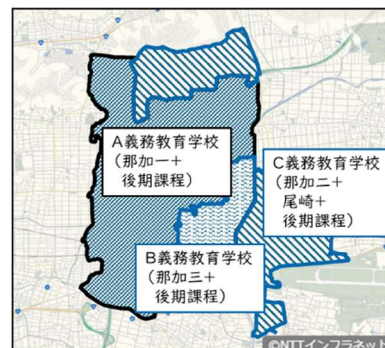 A義務教育学校
(那加一+
後期課程)
C義務教育学校
(那加二+
尾崎+
後期課程)
B義務教育学校
(那加三+
後期課程)
©NTTインフラネット